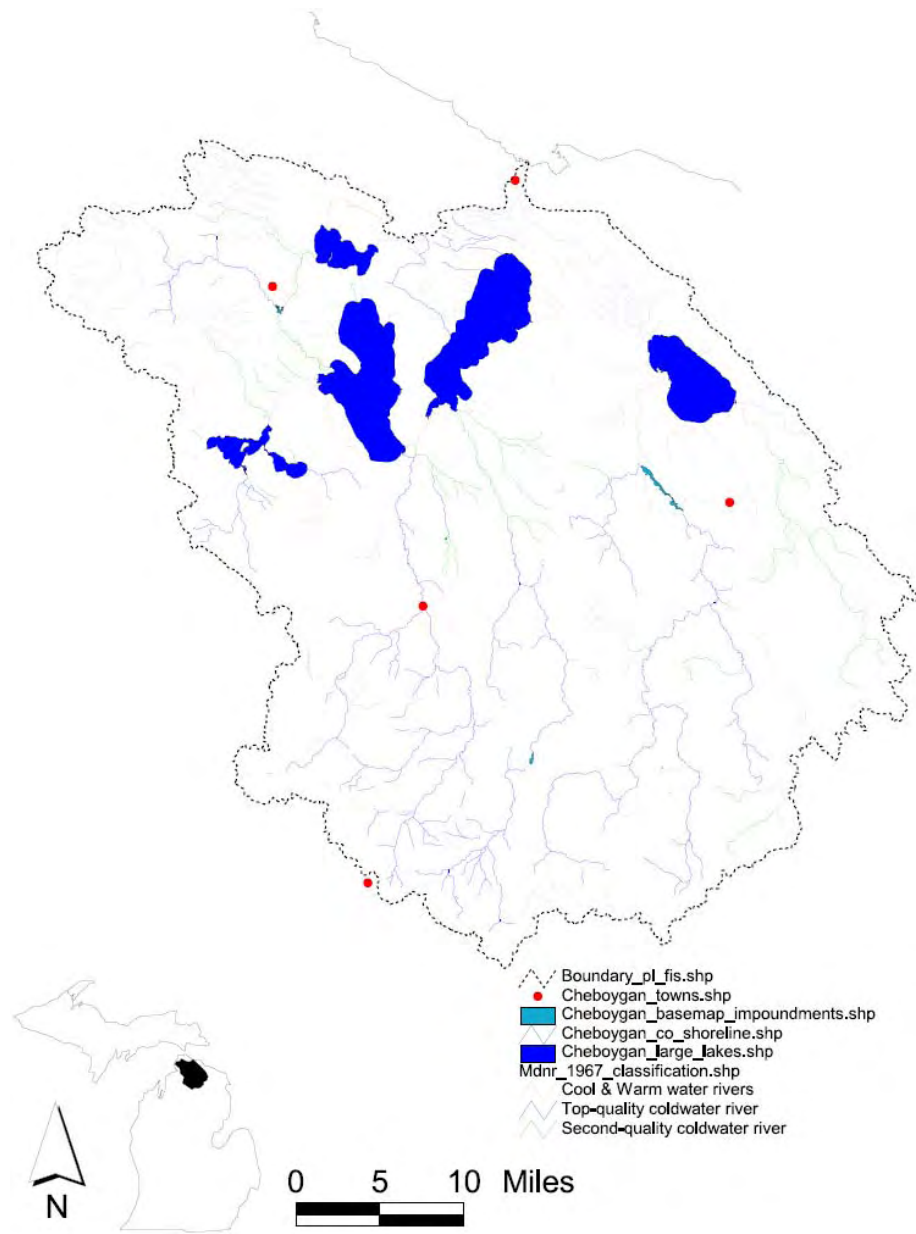 Boundary_pl_fis.shp
Cheboygan_towns.shp
Cheboygan_basemap_impoundments.shp
Cheboygan_co_shoreline.shp
Cheboygan_large_lakes.shp
Mdnr_1967_classification.shp
Cool & Warm water rivers
Top-quality coldwater river
Second-quality coldwater river
0 5 10 Miles
N